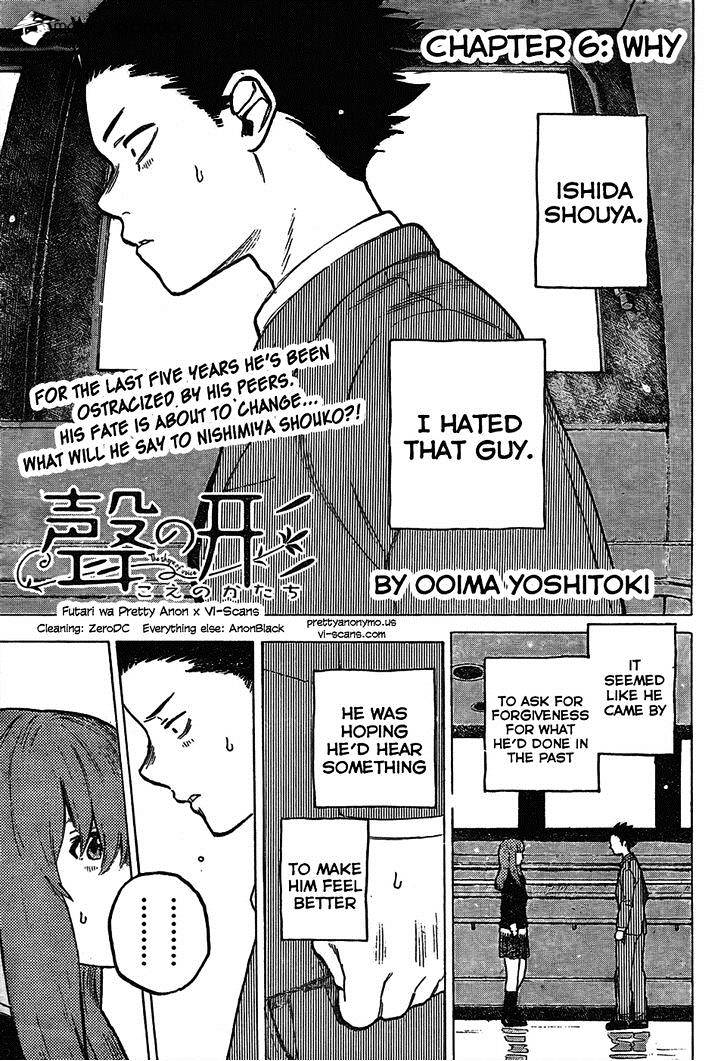 CHAPTER 6: WHY
ISHIDA
SHOUYA.
I HATED
THAT GUY.
FOR THE LAST FIVE YEARS HE'S BEEN
OSTRACIZED BY HIS PEERS.
HIS FATE IS ABOUT TO CHANGE...
WHAT WILL HE SAY TO NISHIMIYA SHOUKO?!
聲の形
こえのかたち
BY OOIMA YOSHITOKI
Futari wa Pretty Anon x VI-Scans
Cleaning: ZeroDC Everything else: AnonBlack
prettyanonymo.us
vi-scans.com
IT
SEEMED
LIKE HE
CAME BY
TO ASK FOR
FORGIVENESS
FOR WHAT
HE'D DONE IN
THE PAST
HE WAS
HOPING
HE'D HEAR
SOMETHING
TO MAKE
HIM FEEL
BETTER